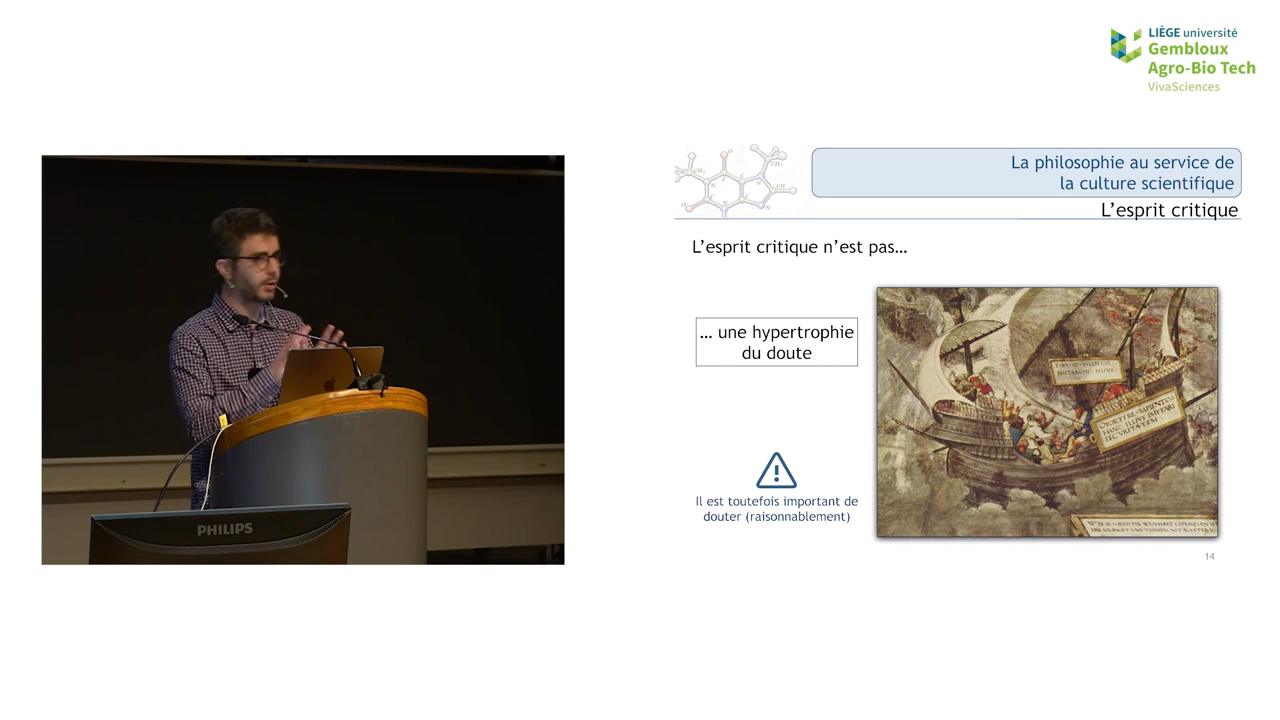 LIÈGE université
Gembloux
Agro-Bio Tech
VivaSciences
La philosophie au service de
la culture scientifique
L’esprit critique
L’esprit critique n’est pas…
… une hypertrophie
du doute
Il est toutefois important de
douter (raisonnablement)
14
PHILIPS